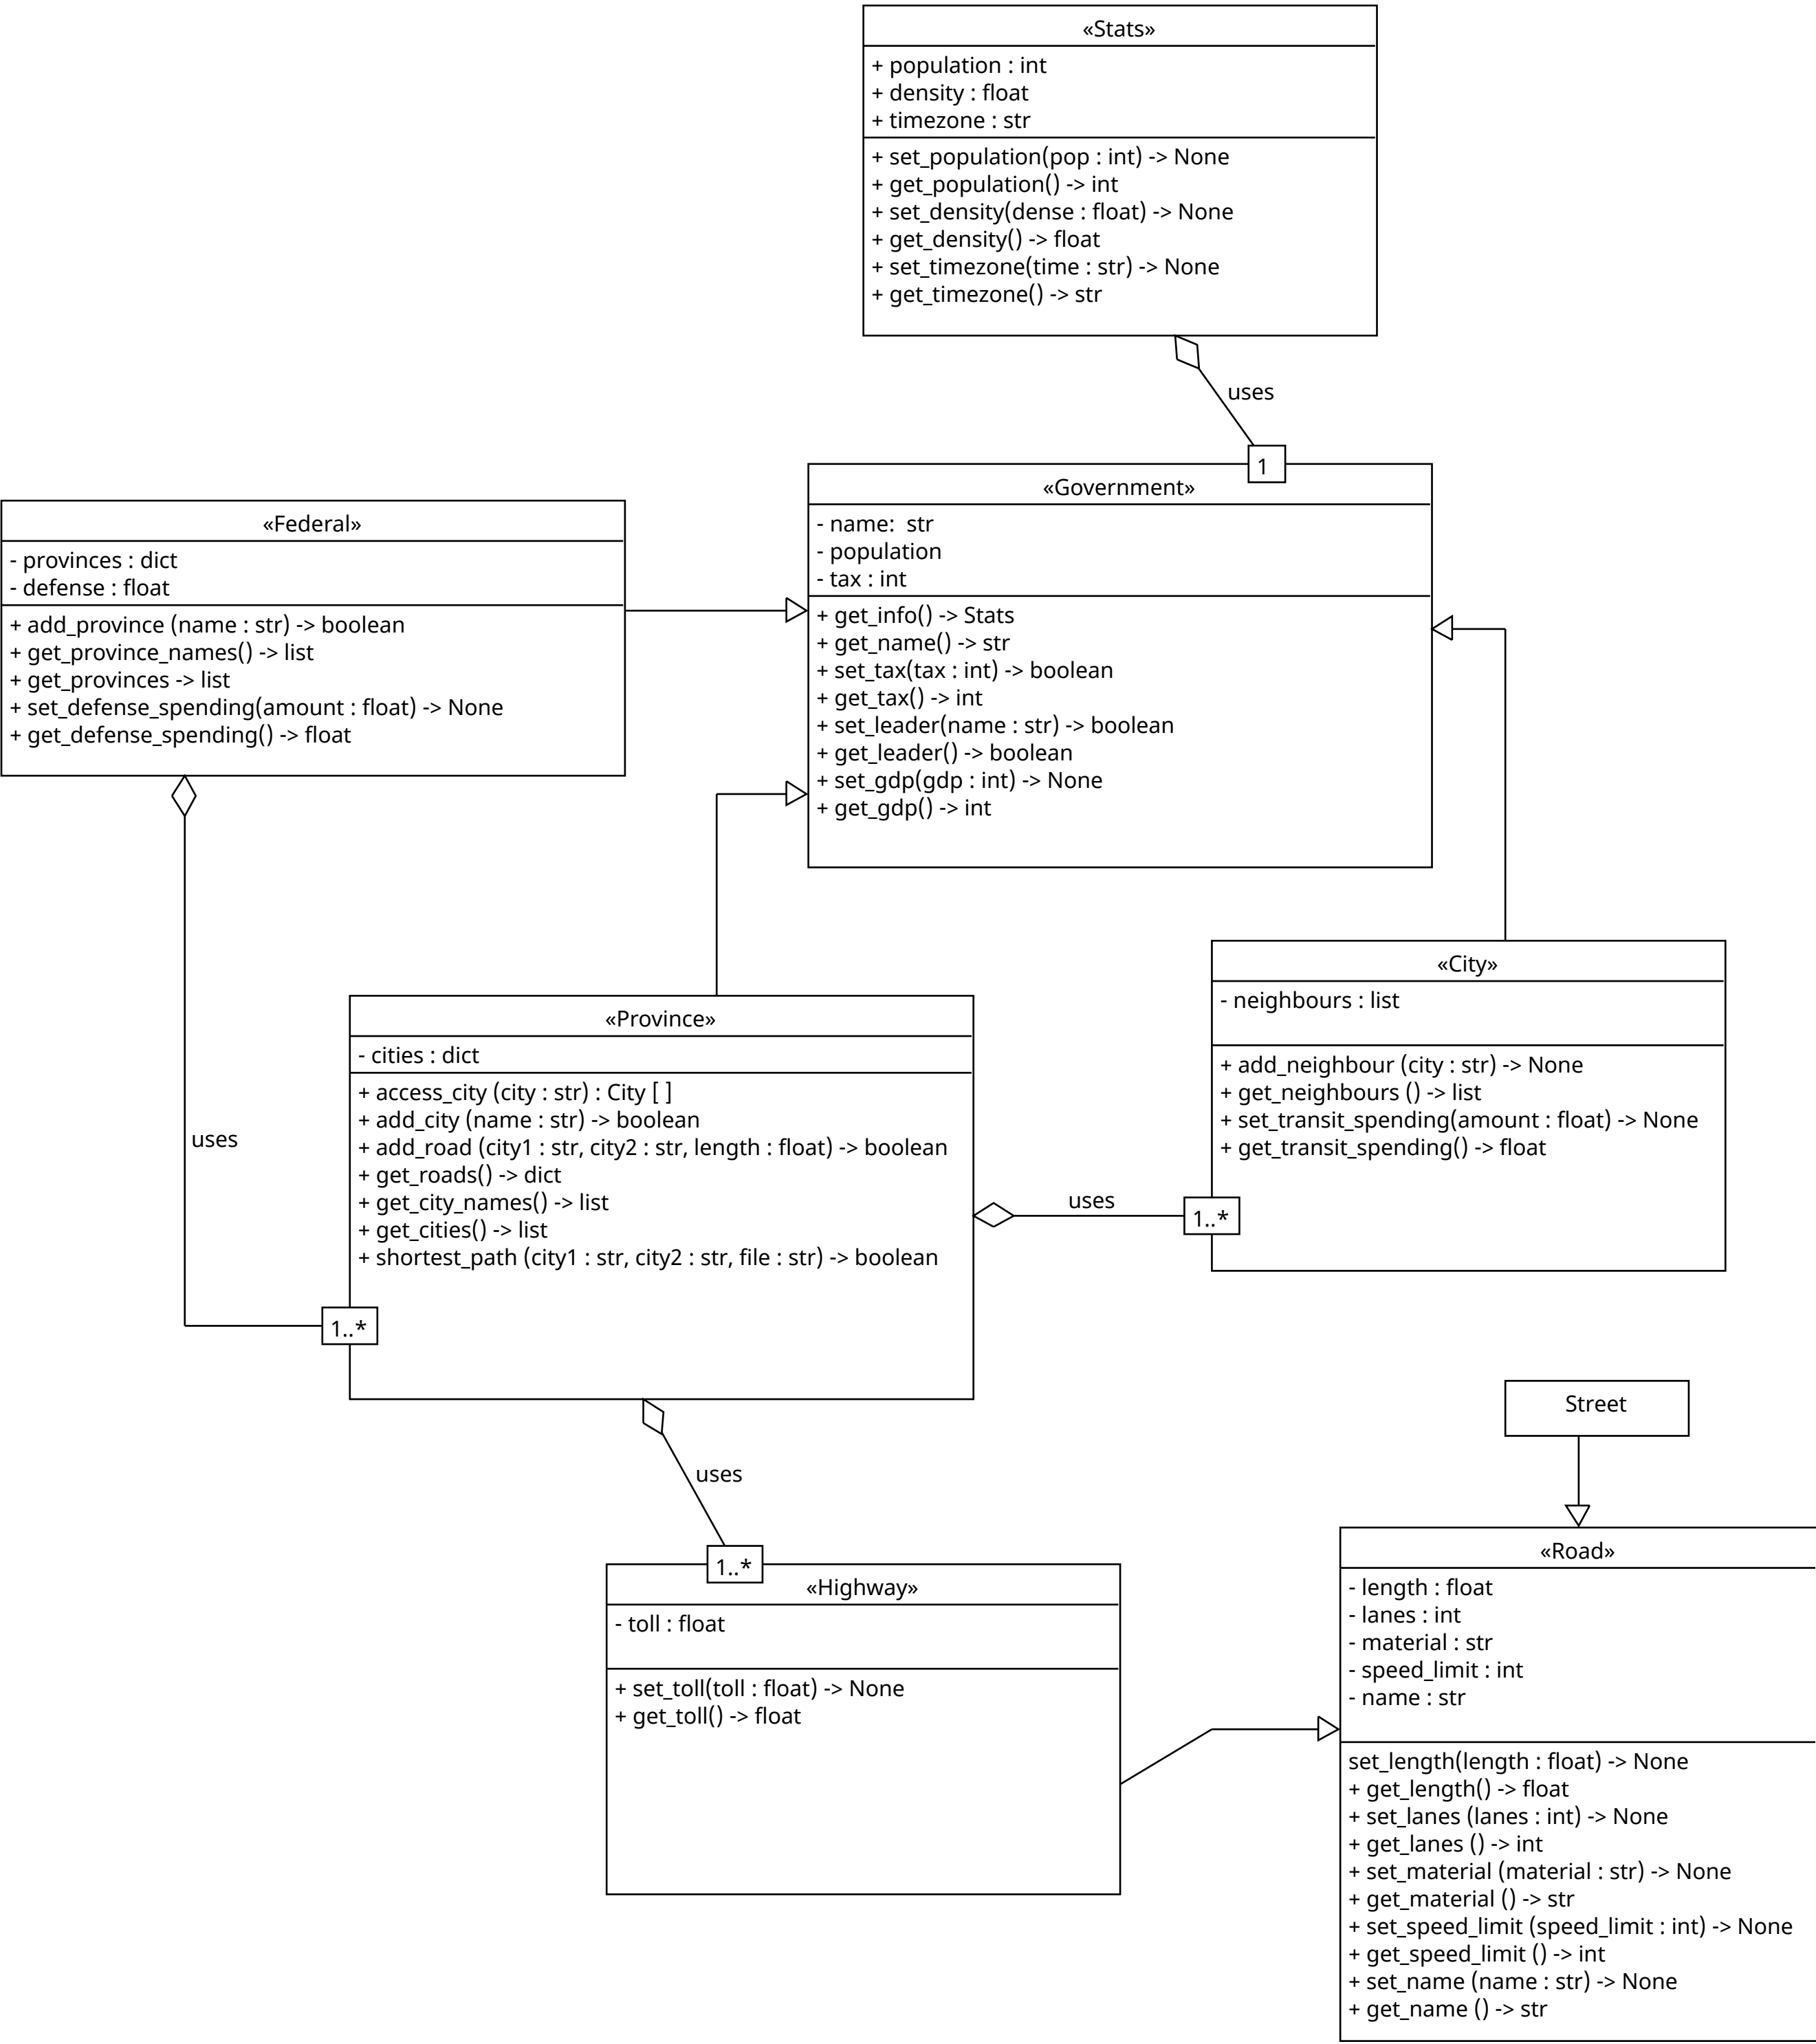 «Stats»
+ population : int
+ density : float
+ timezone : str
+ set_population(pop : int) -> None
+ get_population() -> int
+ set_density(dense : float) -> None
+ get_density() -> float
+ set_timezone(time : str) -> None
+ get_timezone() -> str
uses
1
«Government»
- name:  str
- population
- tax : int
+ get_info() -> Stats
+ get_name() -> str
+ set_tax(tax : int) -> boolean
+ get_tax() -> int
+ set_leader(name : str) -> boolean
+ get_leader() -> boolean
+ set_gdp(gdp : int) -> None
+ get_gdp() -> int
«Federal»
- provinces : dict
- defense : float
+ add_province (name : str) -> boolean
+ get_province_names() -> list
+ get_provinces -> list
+ set_defense_spending(amount : float) -> None
+ get_defense_spending() -> float
uses
1..*
«Province»
- cities : dict
+ access_city (city : str) : City [ ]
+ add_city (name : str) -> boolean
+ add_road (city1 : str, city2 : str, length : float) -> boolean
+ get_roads() -> dict
+ get_city_names() -> list
+ get_cities() -> list
+ shortest_path (city1 : str, city2 : str, file : str) -> boolean
uses
1..*
«City»
- neighbours : list
+ add_neighbour (city : str) -> None
+ get_neighbours () -> list
+ set_transit_spending(amount : float) -> None
+ get_transit_spending() -> float
uses
1..*
«Highway»
- toll : float
+ set_toll(toll : float) -> None
+ get_toll() -> float
Street
«Road»
- length : float
- lanes : int
- material : str
- speed_limit : int
- name : str
set_length(length : float) -> None
+ get_length() -> float
+ set_lanes (lanes : int) -> None
+ get_lanes () -> int
+ set_material (material : str) -> None
+ get_material () -> str
+ set_speed_limit (speed_limit : int) -> None
+ get_speed_limit () -> int
+ set_name (name : str) -> None
+ get_name () -> str